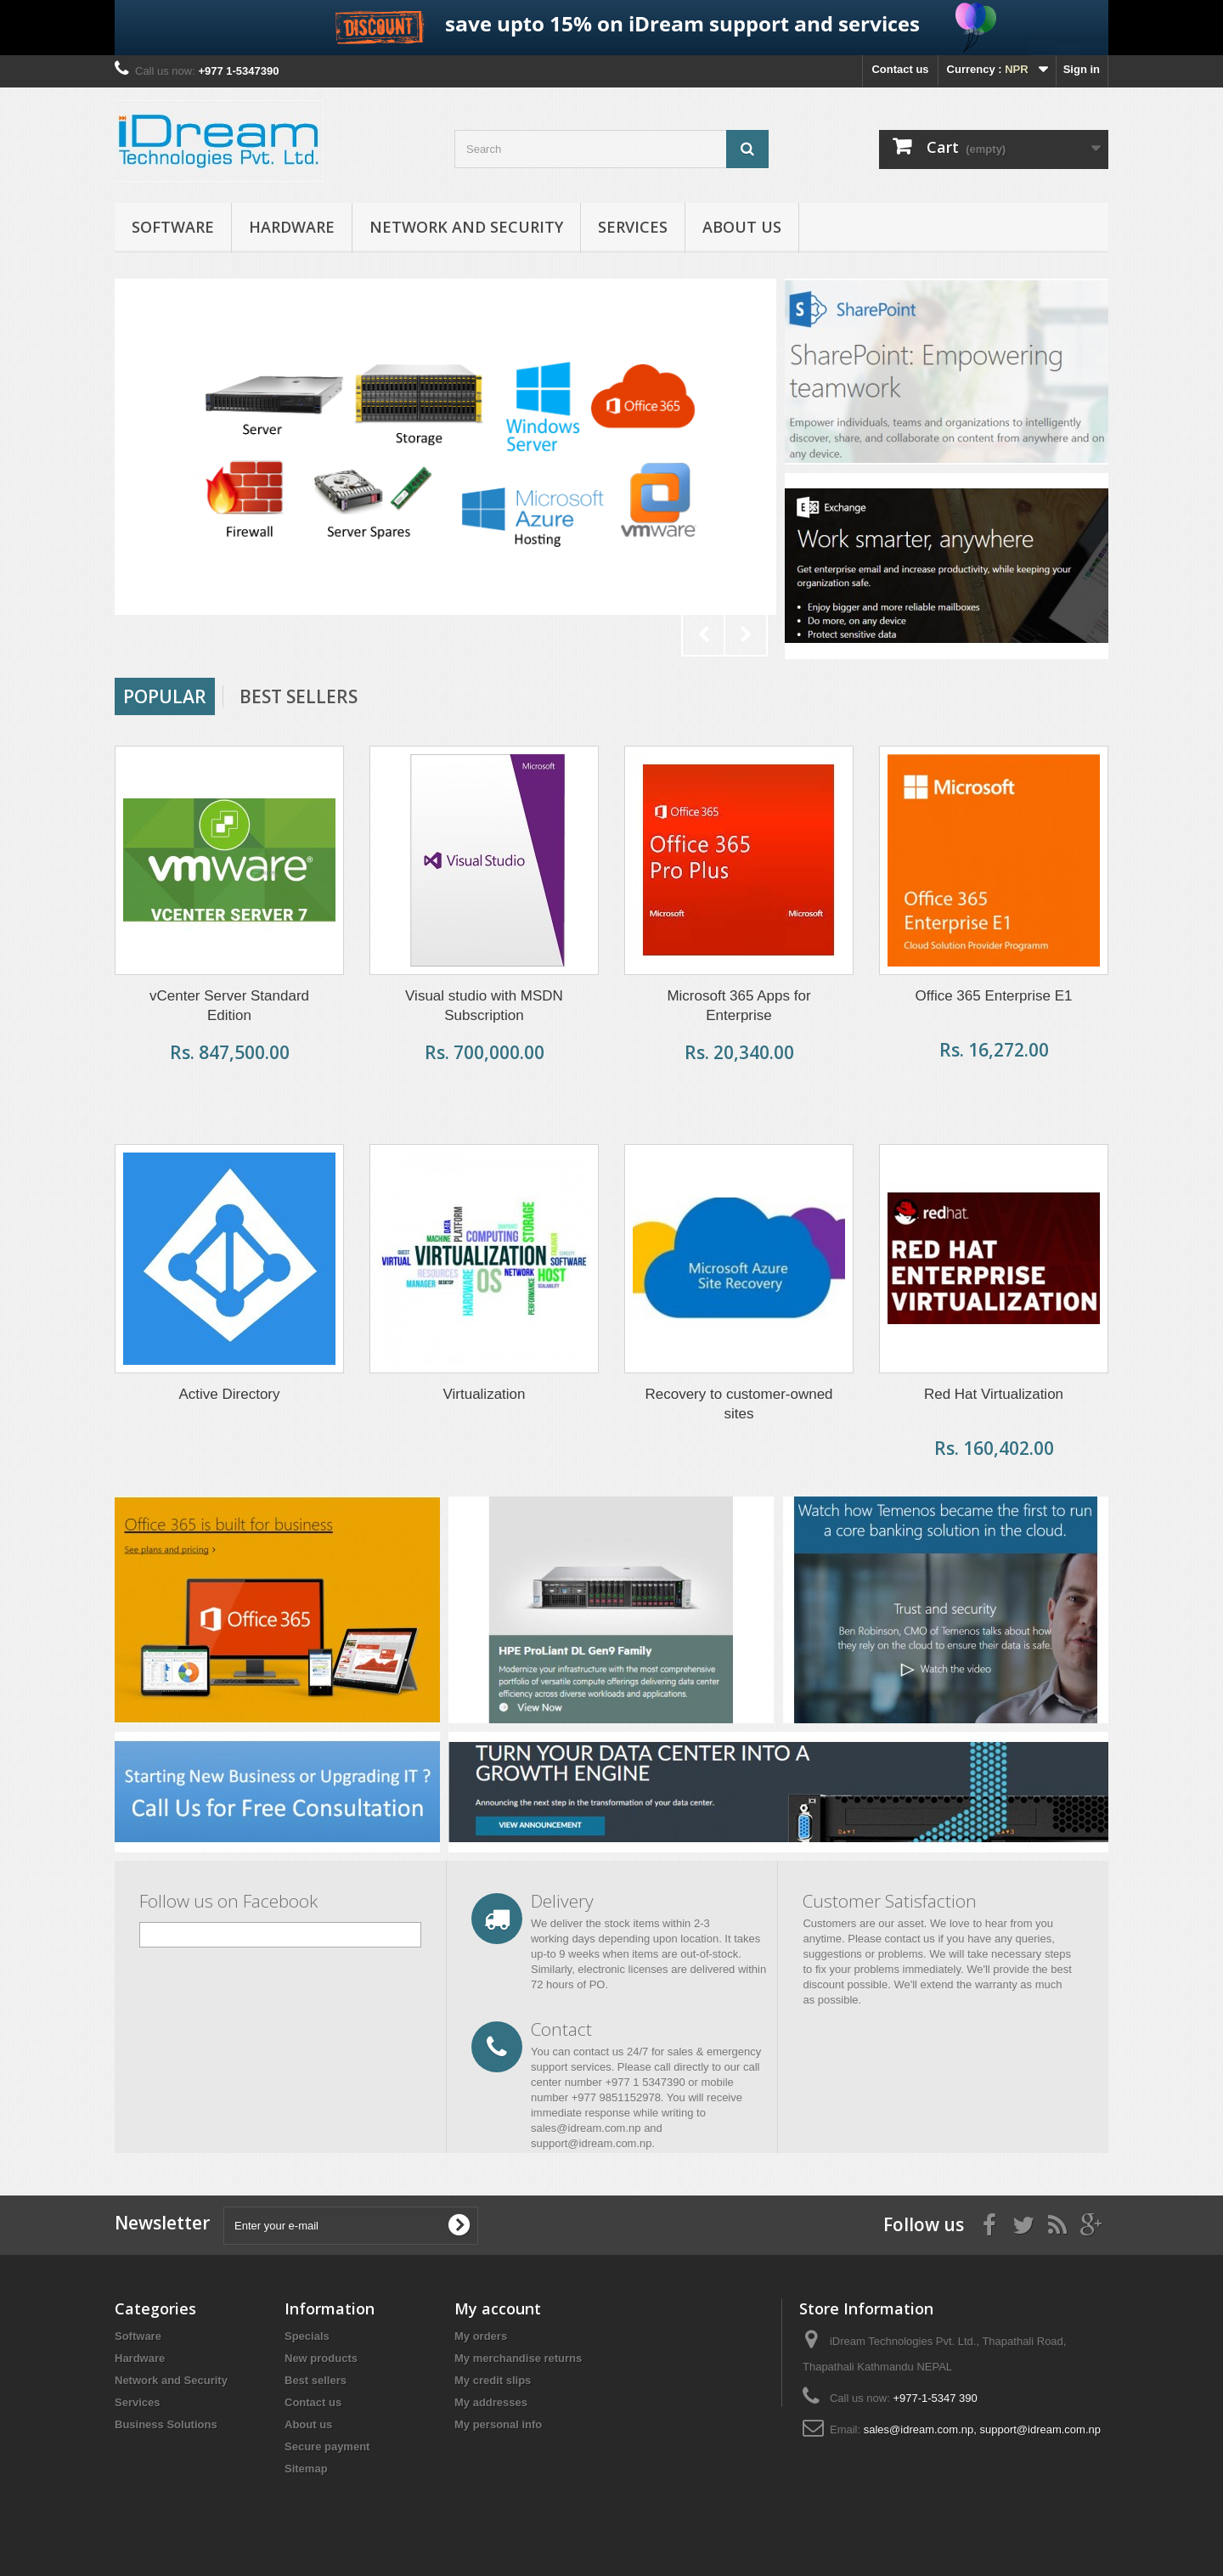 DISCOUNT save upto 15% on iDream support and services
Call us now: +977 1-5347390
Contact us
Currency : NPR
Sign in
iDream
Technologies Pvt. Ltd.
Search
Cart (empty)
SOFTWARE
HARDWARE
NETWORK AND SECURITY
SERVICES
ABOUT US
Server
Storage
Windows
Server
Office 365
Firewall
Server Spares
Microsoft
Azure
Hosting
vmware
S SharePoint
SharePoint: Empowering
teamwork
Empower individuals, teams and organizations to intelligently
discover, share, and collaborate on content from anywhere and on
any device.
Exchange
Work smarter, anywhere
Get enterprise email and increase productivity, while keeping your
organization safe.
• Enjoy bigger and more reliable mailboxes
• Do more, on any device
• Protect sensitive data
POPULAR
BEST SELLERS
vmware®
VCENTER SERVER 7
Microsoft
Visual Studio
Office 365
Office 365
Pro Plus
Microsoft
Microsoft
Microsoft
Office 365
Enterprise E1
Cloud Solution Provider Programm
vCenter Server Standard
Edition
Rs. 847,500.00
Visual studio with MSDN
Subscription
Rs. 700,000.00
Microsoft 365 Apps for
Enterprise
Rs. 20,340.00
Office 365 Enterprise E1
Rs. 16,272.00
MACHINE
DATA
PLATFORM
COMPUTING
STORAGE
GUEST
VIRTUAL
VIRTUALIZATION
SOFTWARE
RESOURCES
MANAGER
DESKTOP
HARDWARE
OS
NETWORK
PERFORMANCE
HOST
SCALABILITY
Microsoft Azure
Site Recovery
redhat.
RED HAT
ENTERPRISE
VIRTUALIZATION
Active Directory
Virtualization
Recovery to customer-owned
sites
Red Hat Virtualization
Rs. 160,402.00
Office 365 is built for business
See plans and pricing >
Office 365
HPE ProLiant DL Gen9 Family
Modernize your infrastructure with the most comprehensive
portfolio of versatile compute offerings delivering data center
efficiency across diverse workloads and applications.
View Now
Watch how Temenos became the first to run
a core banking solution in the cloud.
Trust and security
Ben Robinson, CMO of Temenos talks about how
they rely on the cloud to ensure their data is safe.
Watch the video
Starting New Business or Upgrading IT ?
Call Us for Free Consultation
TURN YOUR DATA CENTER INTO A
GROWTH ENGINE
Announcing the next step in the transformation of your data center.
VIEW ANNOUNCEMENT
Follow us on Facebook
Delivery
We deliver the stock items within 2-3
working days depending upon location. It takes
up-to 9 weeks when items are out-of-stock.
Similarly, electronic licenses are delivered within
72 hours of PO.
Contact
You can contact us 24/7 for sales & emergency
support services. Please call directly to our call
center number +977 1 5347390 or mobile
number +977 9851152978. You will receive
immediate response while writing to
sales@idream.com.np and
support@idream.com.np.
Customer Satisfaction
Customers are our asset. We love to hear from you
anytime. Please contact us if you have any queries,
suggestions or problems. We will take necessary steps
to fix your problems immediately. We'll provide the best
discount possible. We'll extend the warranty as much
as possible.
Newsletter
Enter your e-mail
Follow us
Categories
Software
Hardware
Network and Security
Services
Business Solutions
Information
Specials
New products
Best sellers
Contact us
About us
Secure payment
Sitemap
My account
My orders
My merchandise returns
My credit slips
My addresses
My personal info
Store Information
iDream Technologies Pvt. Ltd., Thapathali Road,
Thapathali Kathmandu NEPAL
Call us now: +977-1-5347 390
Email: sales@idream.com.np, support@idream.com.np